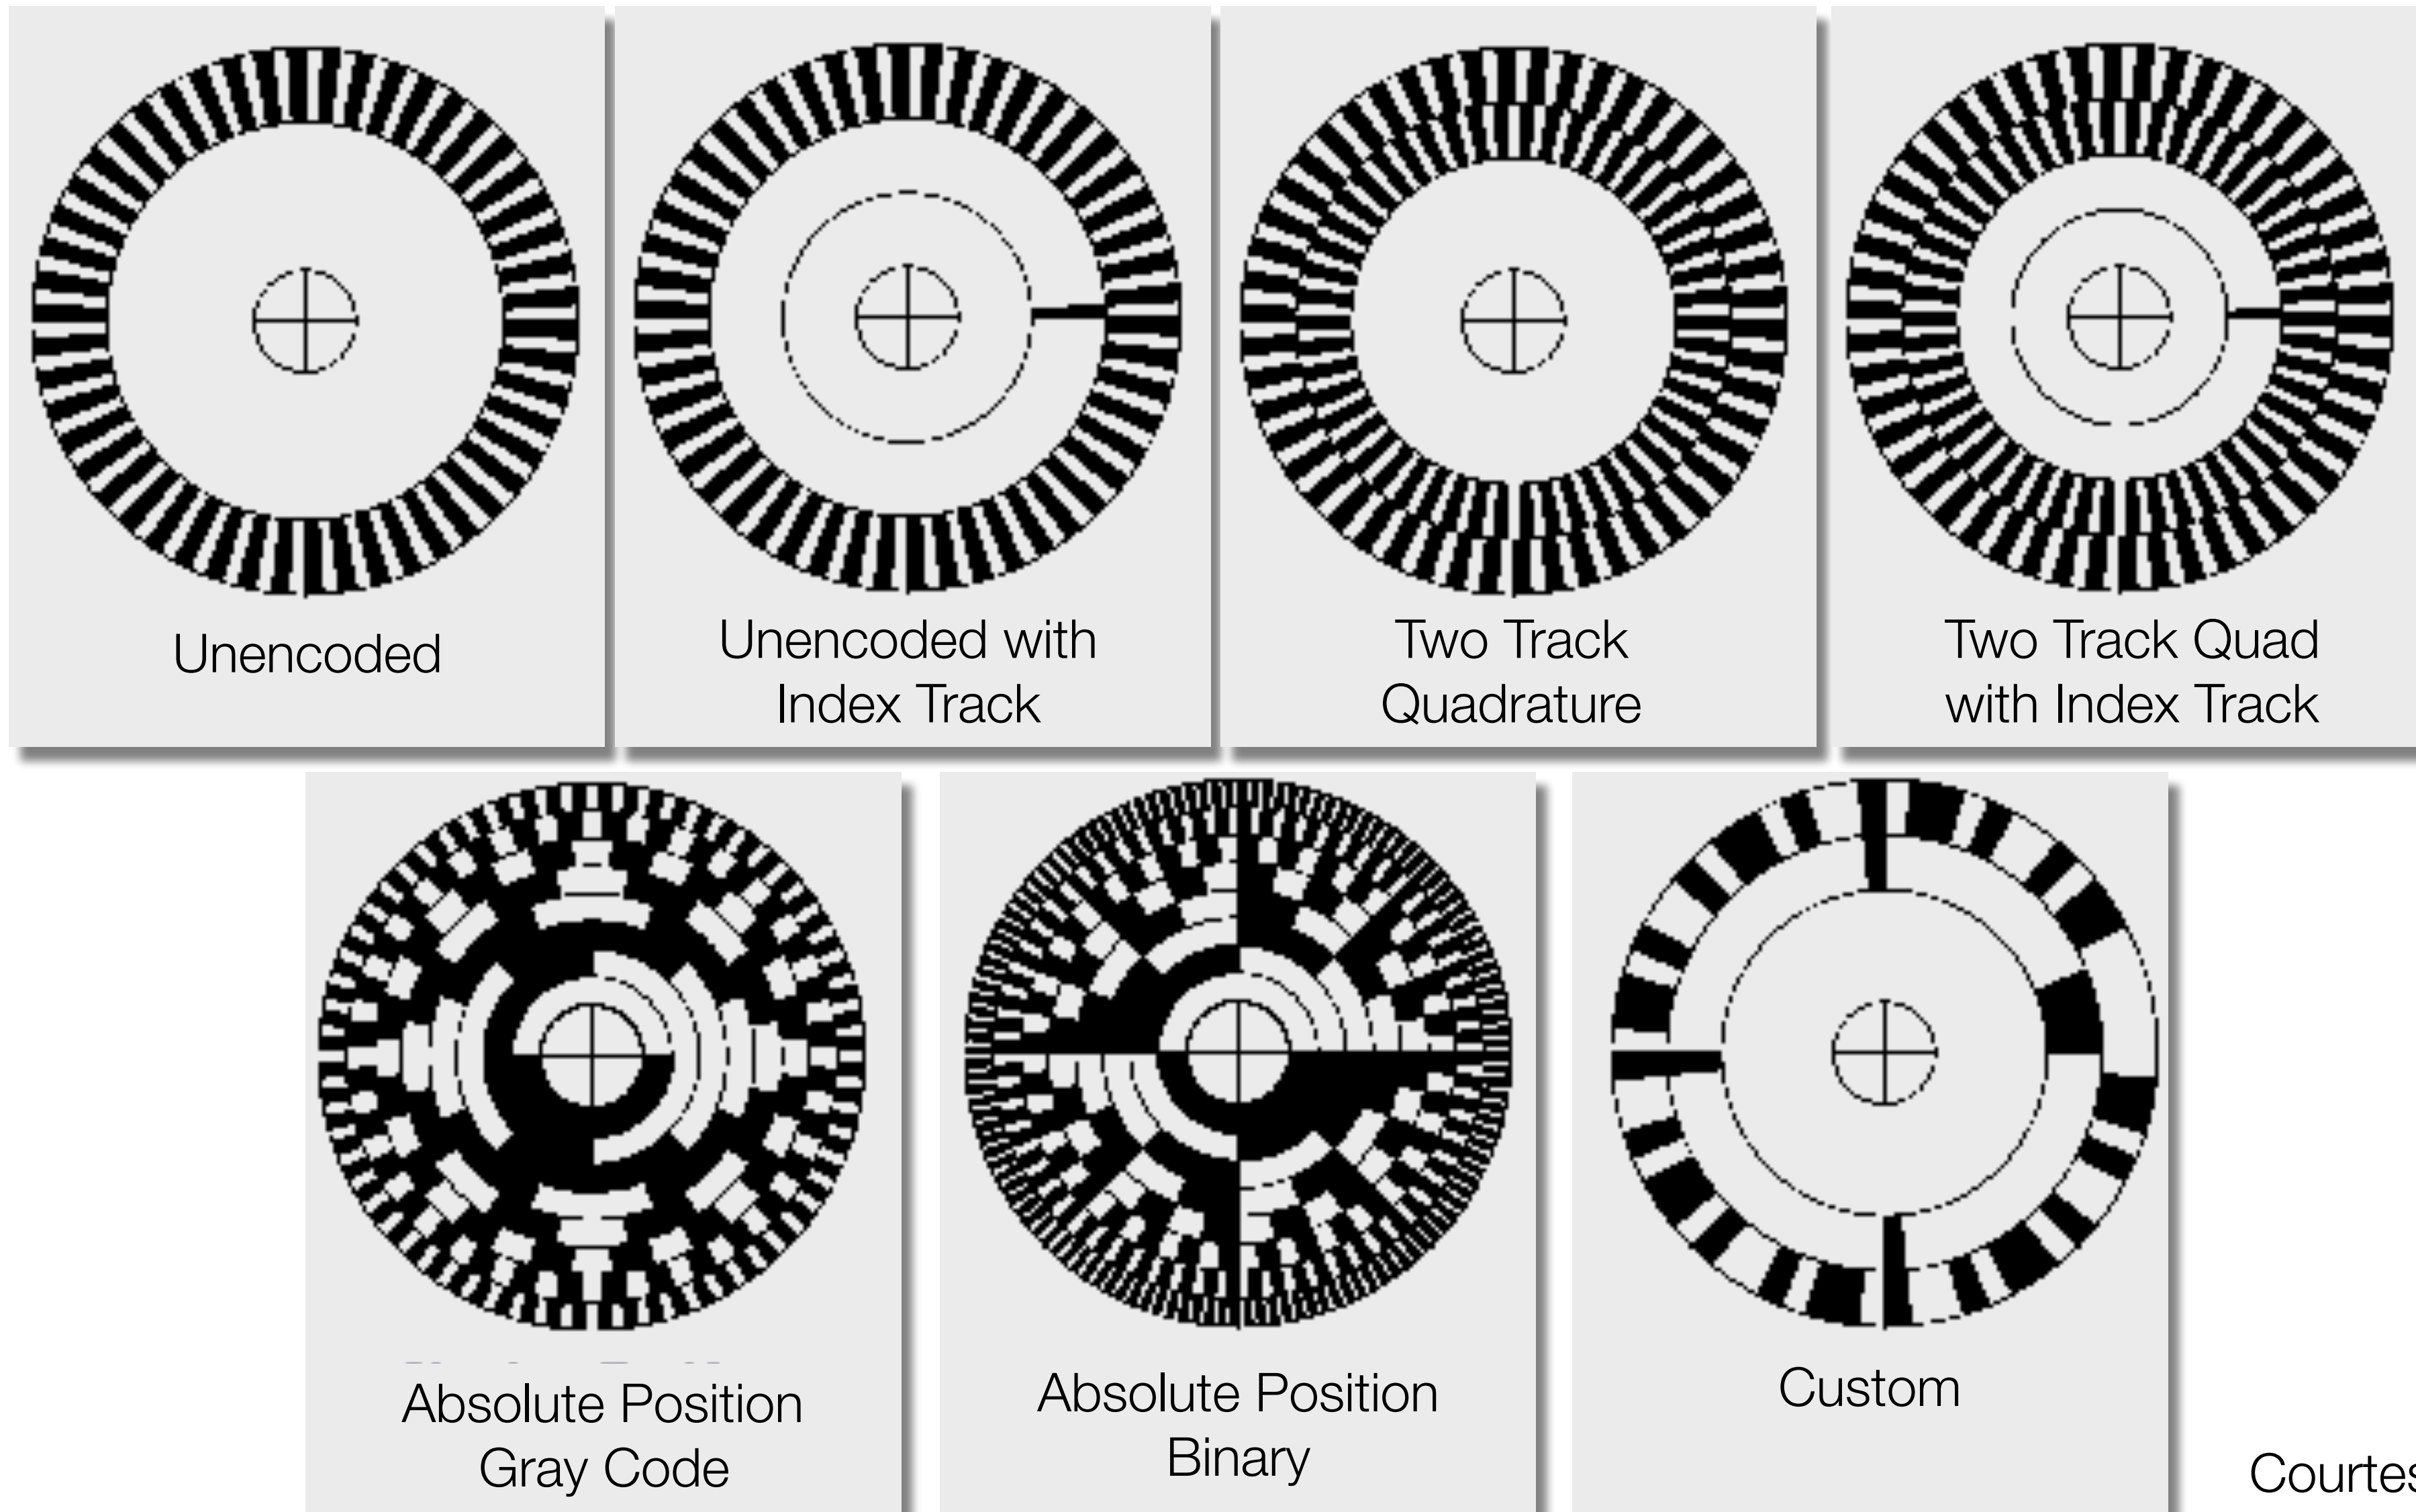 Unencoded
Unencoded with
Index Track
Two Track
Quadrature
Two Track Quad
with Index Track
Absolute Position
Gray Code
Absolute Position
Binary
Custom